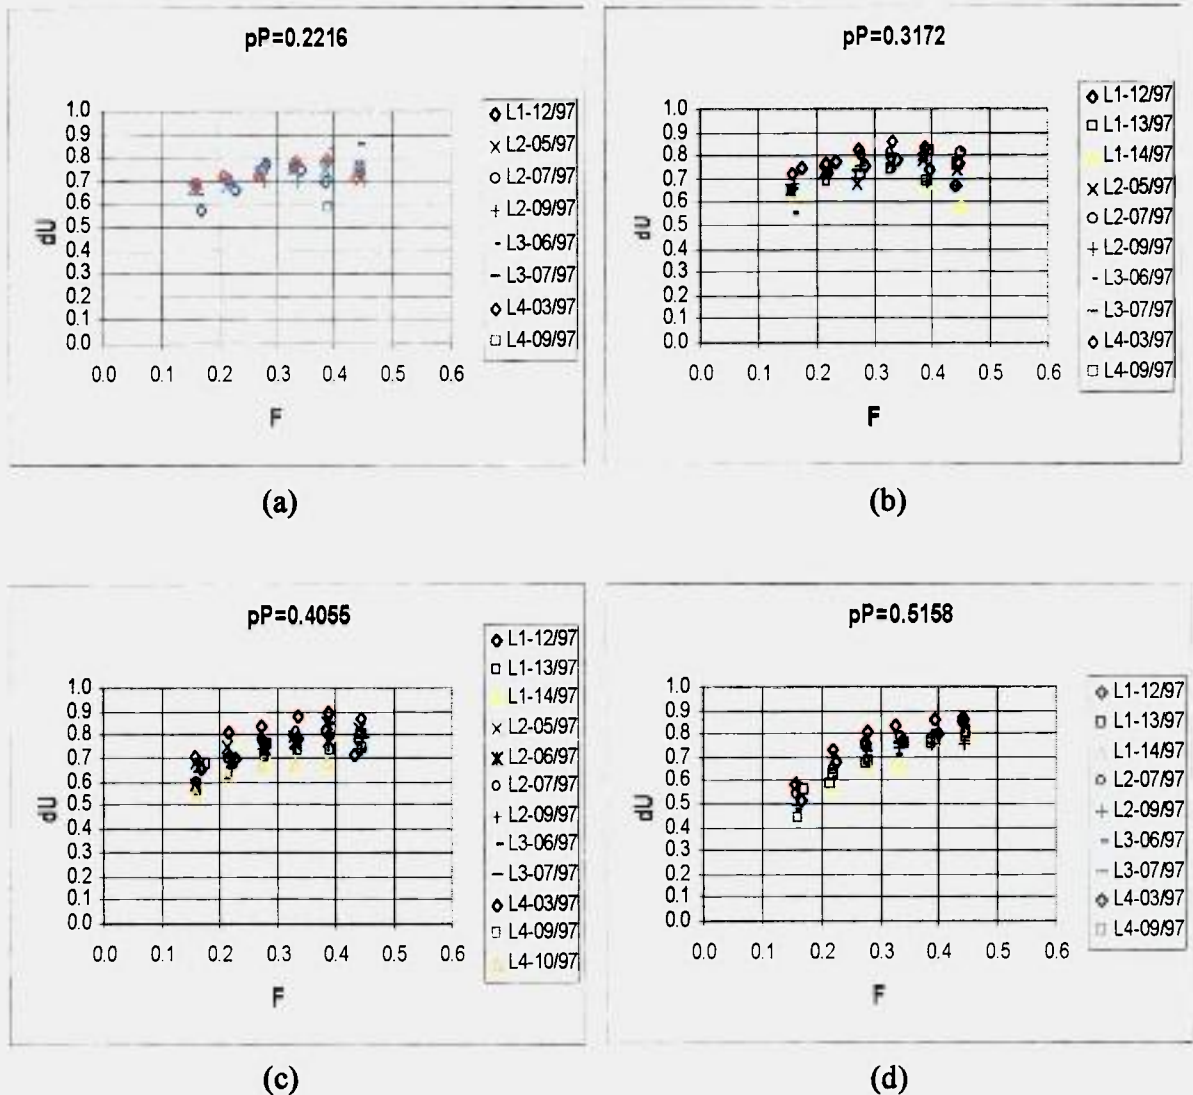 pP=0.2216
1.0
0.9
0.8
0.7
0.6
0.5
0.4
0.3
0.2
0.1
0.0
dU
0.0 0.1 0.2 0.3 0.4 0.5 0.6
F
L1-12/97
L2-05/97
L2-07/97
L2-09/97
L3-06/97
L3-07/97
L4-03/97
L4-09/97
(a)
pP=0.3172
1.0
0.9
0.8
0.7
0.6
0.5
0.4
0.3
0.2
0.1
0.0
dU
0.0 0.1 0.2 0.3 0.4 0.5 0.6
F
L1-12/97
L1-13/97
L1-14/97
L2-05/97
L2-07/97
L2-09/97
L3-06/97
L3-07/97
L4-03/97
L4-09/97
(b)
pP=0.4055
1.0
0.9
0.8
0.7
0.6
0.5
0.4
0.3
0.2
0.1
0.0
dU
0.0 0.1 0.2 0.3 0.4 0.5 0.6
F
L1-12/97
L1-13/97
L1-14/97
L2-05/97
L2-06/97
L2-07/97
L2-09/97
L3-06/97
L3-07/97
L4-03/97
L4-09/97
L4-10/97
(c)
pP=0.5158
1.0
0.9
0.8
0.7
0.6
0.5
0.4
0.3
0.2
0.1
0.0
dU
0.0 0.1 0.2 0.3 0.4 0.5 0.6
F
L1-12/97
L1-13/97
L1-14/97
L2-07/97
L2-09/97
L3-06/97
L3-07/97
L4-03/97
L4-09/97
(d)